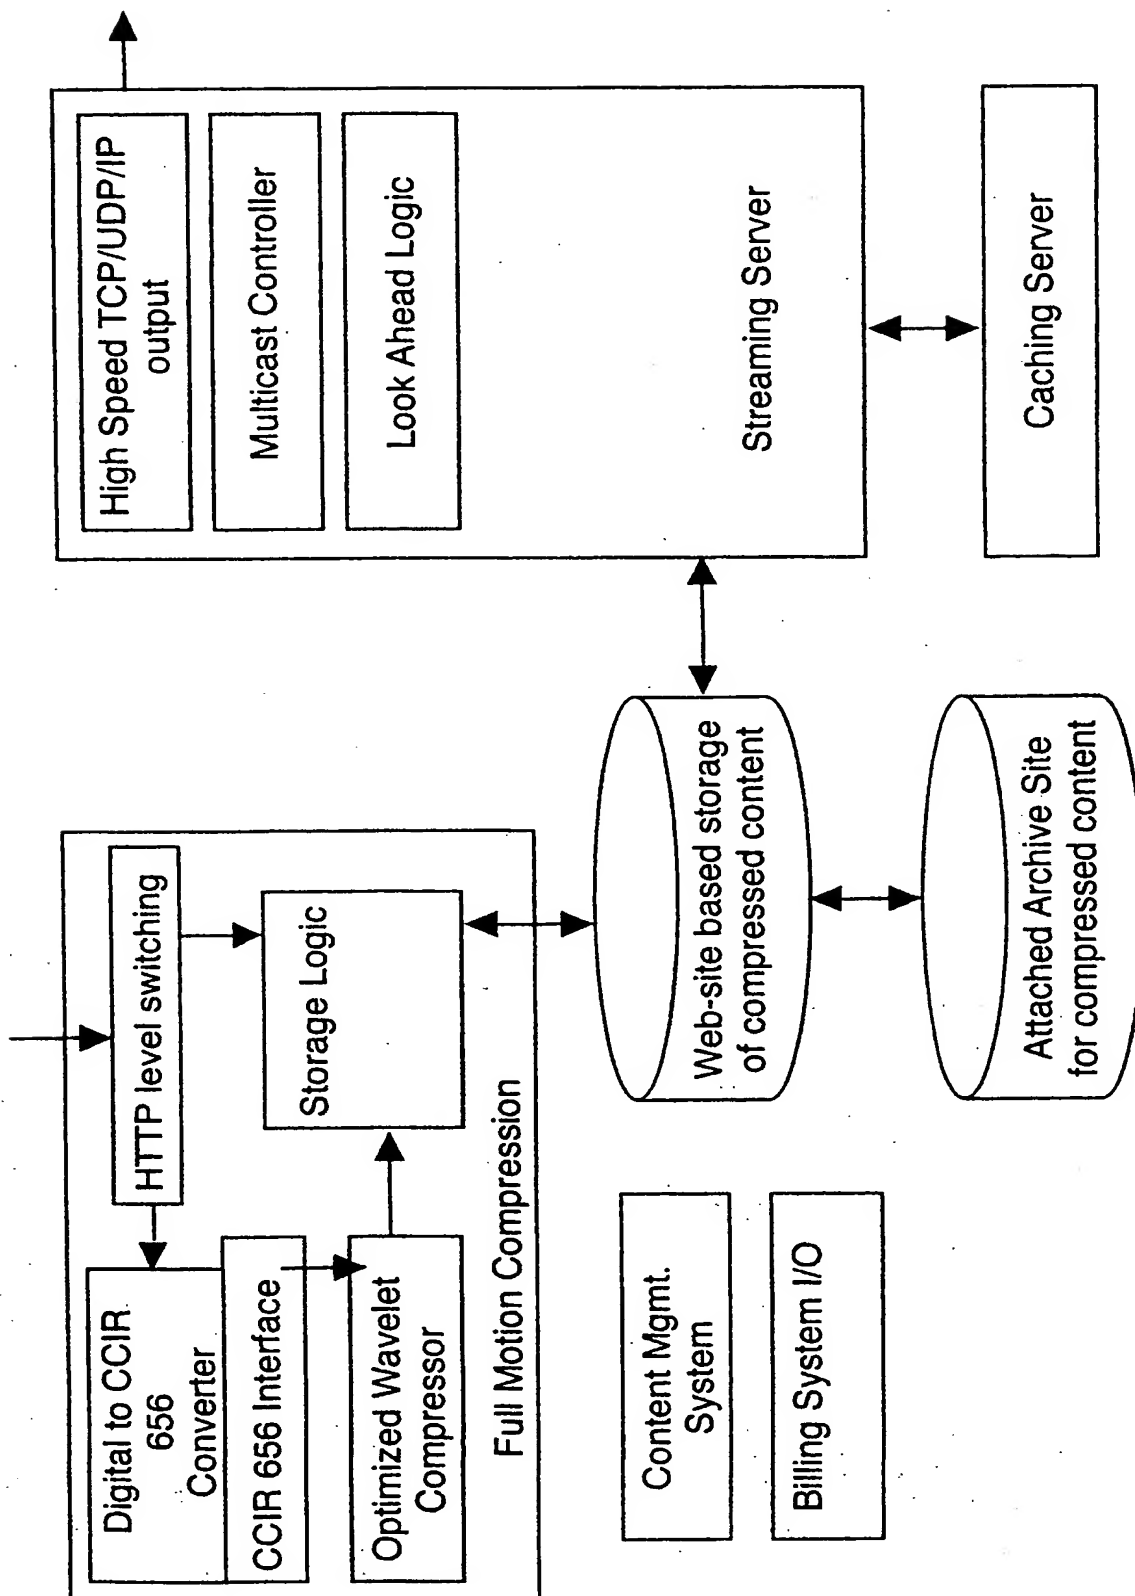 Digital to CCIR
656
Converter
CCIR 656 Interface
Optimized Wavelet
Compressor
HTTP level switching
Storage Logic
Full Motion Compression
Content Mgmt.
System
Billing System I/O
Web-site based storage
of compressed content
Attached Archive Site
for compressed content
High Speed TCP/UDP/IP
output
Multicast Controller
Look Ahead Logic
Streaming Server
Caching Server